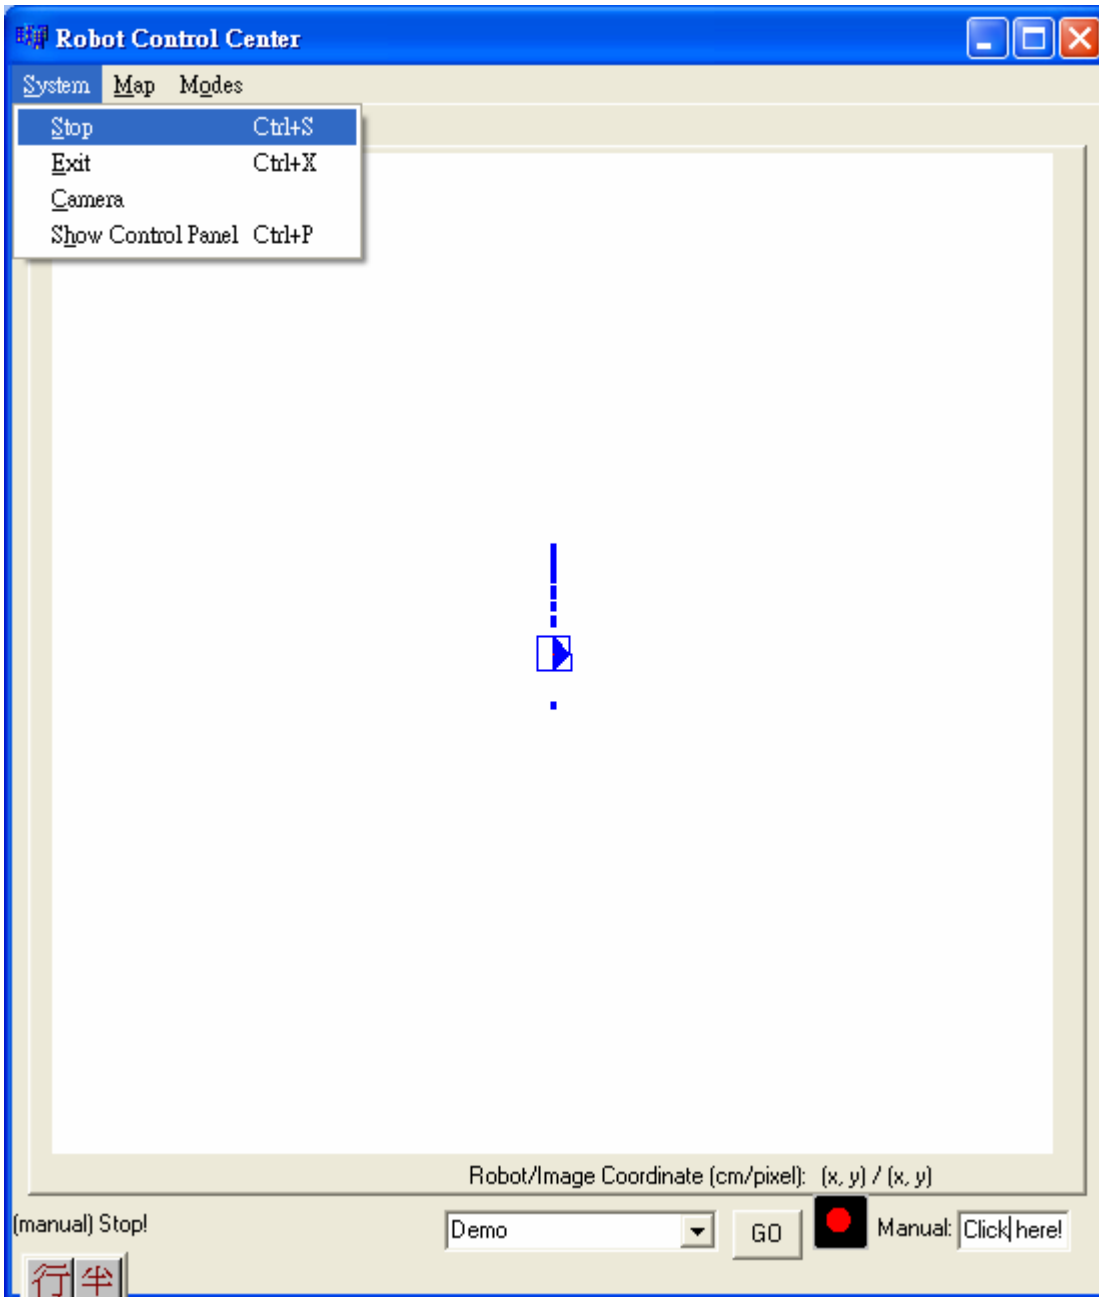 Robot Control Center
System Map Modes
Stop Ctrl+S
Exit Ctrl+X
Camera
Show Control Panel Ctrl+P
Robot/Image Coordinate (cm/pixel): (x, y) / (x, y)
(manual) Stop!
Demo
GO
Manual: Click here!
行 半